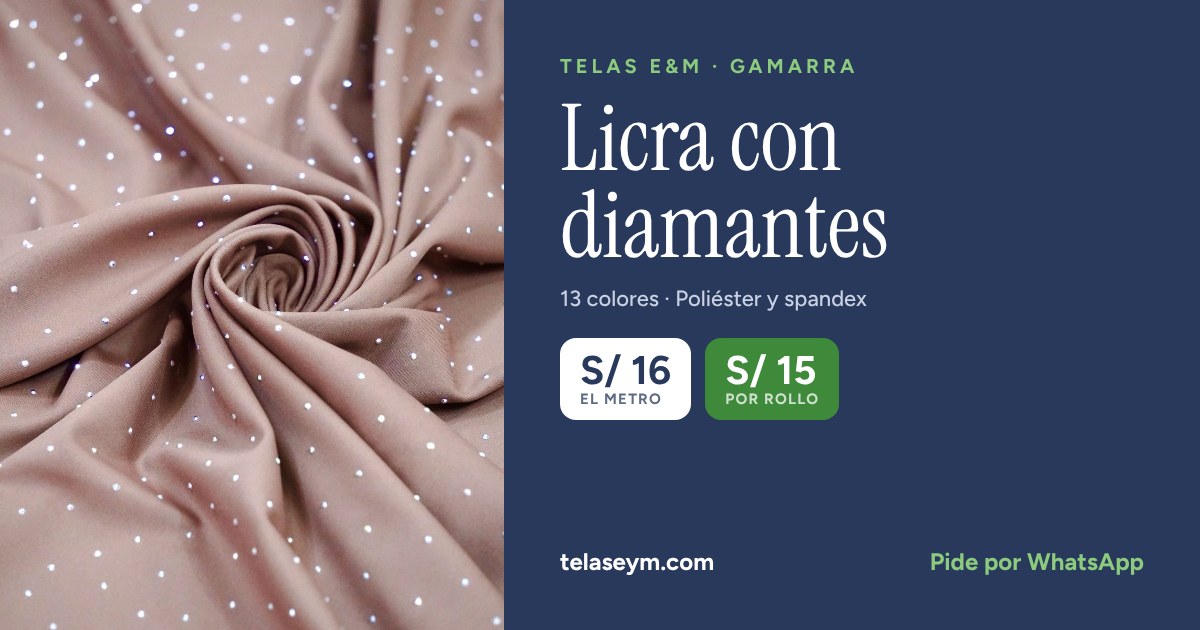 TELAS E&M · GAMARRA
Licra con
diamantes
13 colores · Poliéster y spandex
S/ 16
EL METRO
S/ 15
POR ROLLO
telaseym.com
Pide por WhatsApp